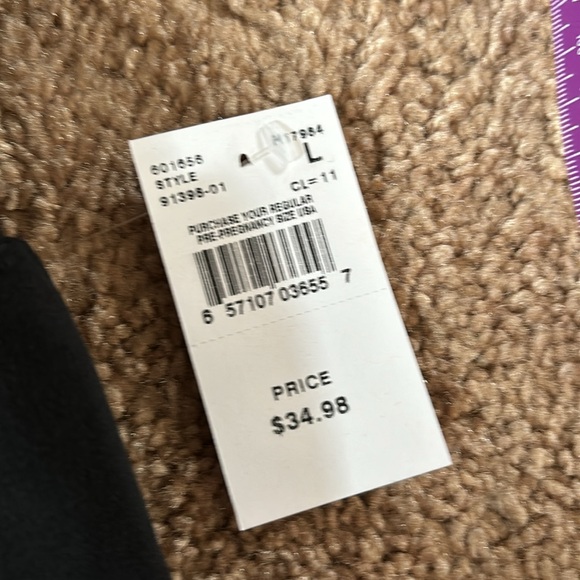 601656
H17984
STYLE
L
91398-01
CL=11
PURCHASE YOUR REGULAR
PRE-PREGNANCY SIZE USA
6 57107 03655 7
PRICE
$34.98